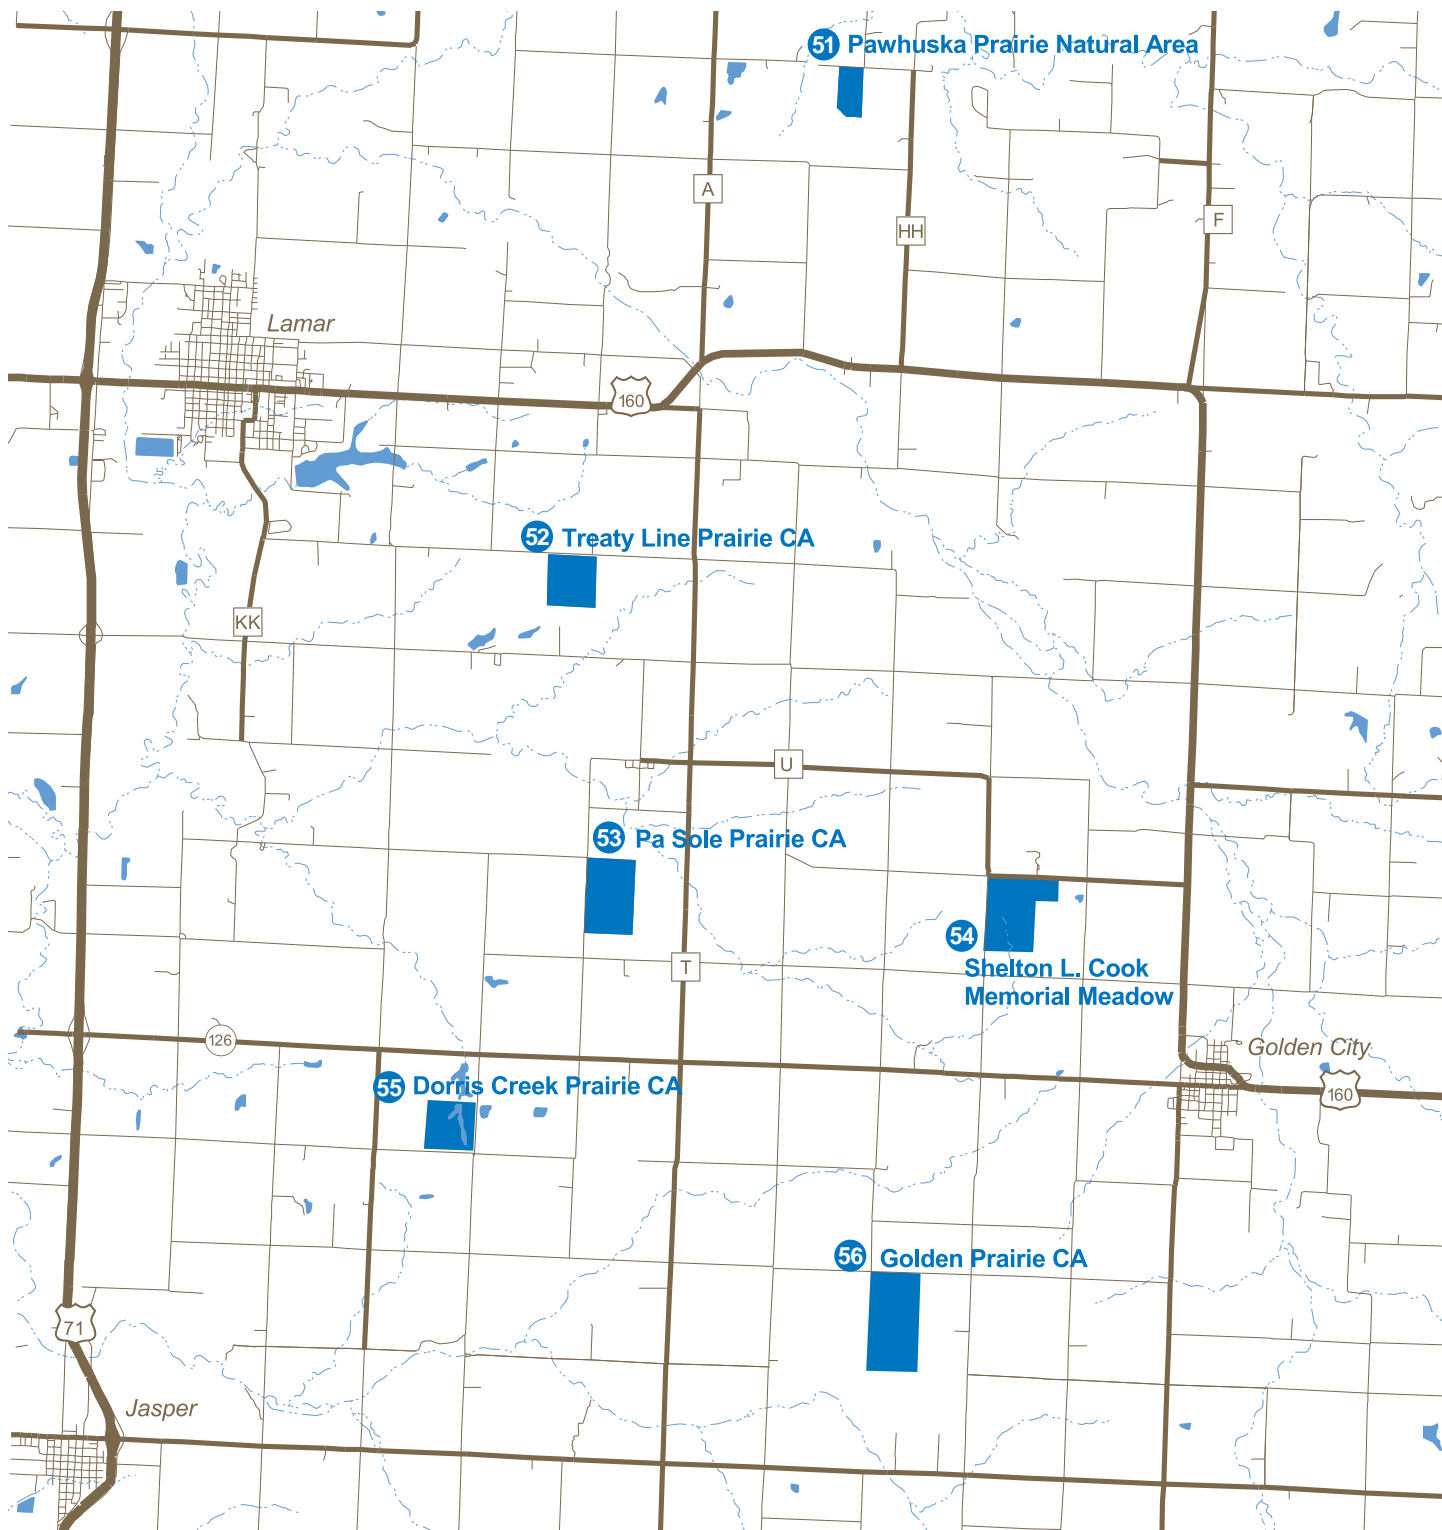 51 Pawhuska Prairie Natural Area
A
HH
F
Lamar
160
52 Treaty Line Prairie CA
KK
U
53 Pa Sole Prairie CA
54
Shelton L. Cook
Memorial Meadow
T
126
Golden City
55 Dorris Creek Prairie CA
160
56 Golden Prairie CA
71
Jasper